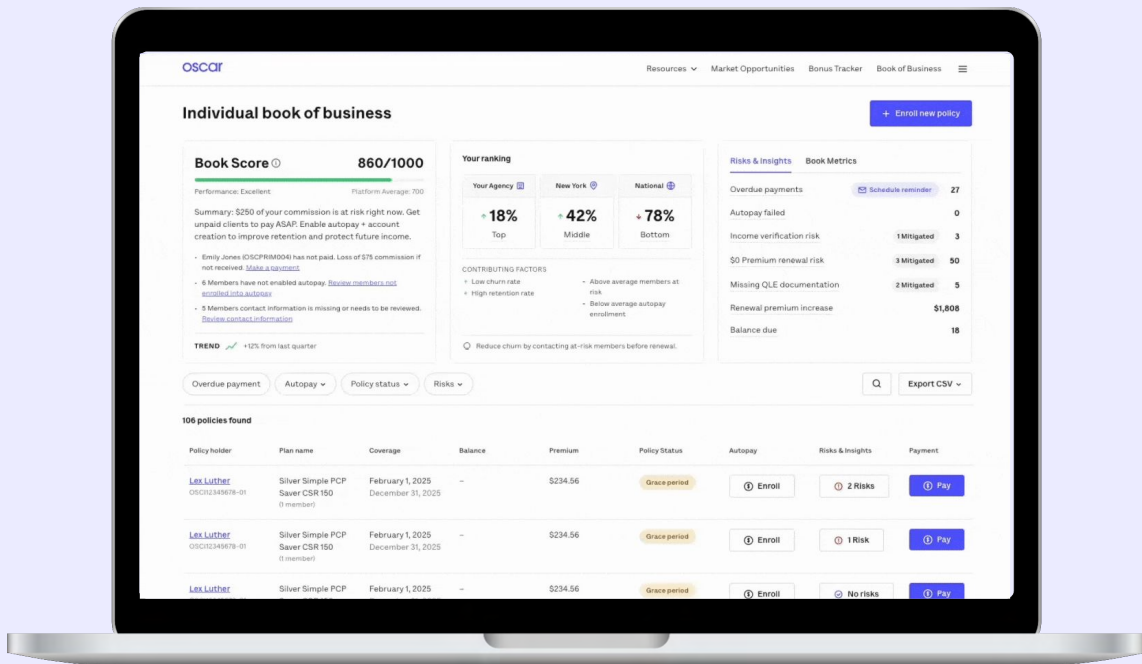 oscar
Resources
Market Opportunities
Bonus Tracker
Book of Business
Individual book of business
+ Enroll new policy
Book Score
860/1000
Performance: Excellent
Platform Average: 700
Summary: $250 of your commission is at risk right now. Get
unpaid clients to pay ASAP. Enable autopay + account
creation to improve retention and protect future income.
- Emily Jones (OSCPRIM004) has not paid. Loss of $75 commission if
not received. Make a payment
- 6 Members have not enabled autopay. Review members not
enrolled into autopay
- 5 Members contact information is missing or needs to be reviewed.
Review contact information
TREND
+12% from last quarter
Your ranking
Your Agency
18%
Top
New York
42%
Middle
National
78%
Bottom
CONTRIBUTING FACTORS
+ Low churn rate
+ High retention rate
- Above average members at
risk
- Below average autopay
enrollment
Reduce churn by contacting at-risk members before renewal.
Risks & Insights
Book Metrics
Overdue payments
Schedule reminder
27
Autopay failed
0
Income verification risk
1 Mitigated
3
$0 Premium renewal risk
3 Mitigated
50
Missing QLE documentation
2 Mitigated
5
Renewal premium increase
$1,808
Balance due
18
Overdue payment
Autopay
Policy status
Risks
Export CSV
106 policies found
Policy holder
Plan name
Coverage
Balance
Premium
Policy Status
Autopay
Risks & Insights
Payment
Lex Luther
OSCI12345678-01
Silver Simple PCP
Saver CSR 150
(1 member)
February 1, 2025
December 31, 2025
–
$234.56
Grace period
Enroll
2 Risks
Pay
Lex Luther
OSCI12345678-01
Silver Simple PCP
Saver CSR 150
(1 member)
February 1, 2025
December 31, 2025
–
$234.56
Grace period
Enroll
1 Risk
Pay
Lex Luther
Silver Simple PCP
February 1, 2025
–
$234.56
Grace period
Enroll
No risks
Pay